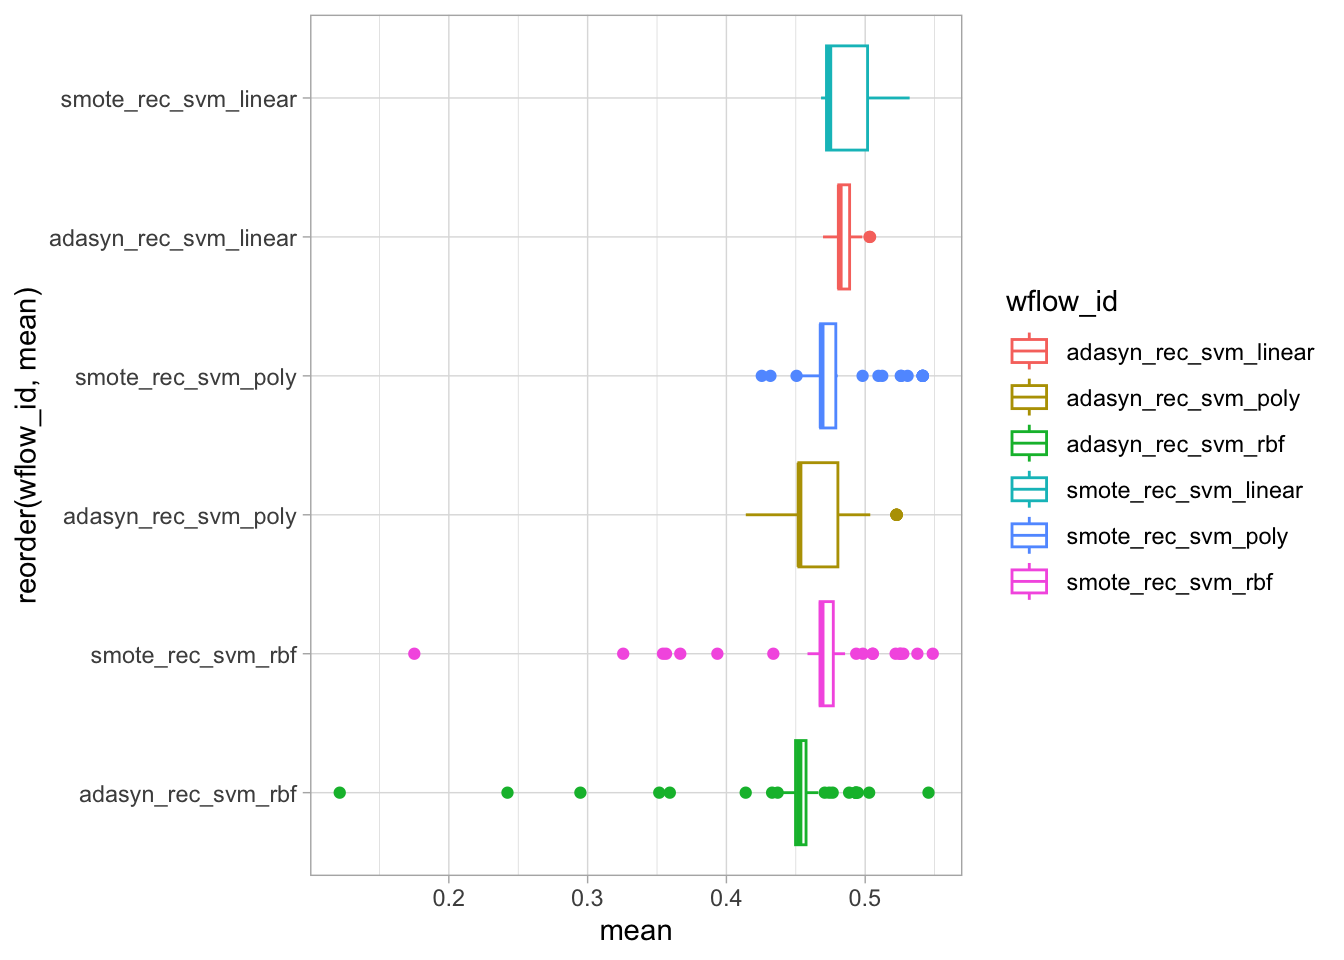 smote_rec_svm_linear
adasyn_rec_svm_linear
smote_rec_svm_poly
adasyn_rec_svm_poly
smote_rec_svm_rbf
adasyn_rec_svm_rbf
reorder(wflow_id, mean)
0.2 0.3 0.4 0.5
mean
wflow_id
adasyn_rec_svm_linear
adasyn_rec_svm_poly
adasyn_rec_svm_rbf
smote_rec_svm_linear
smote_rec_svm_poly
smote_rec_svm_rbf